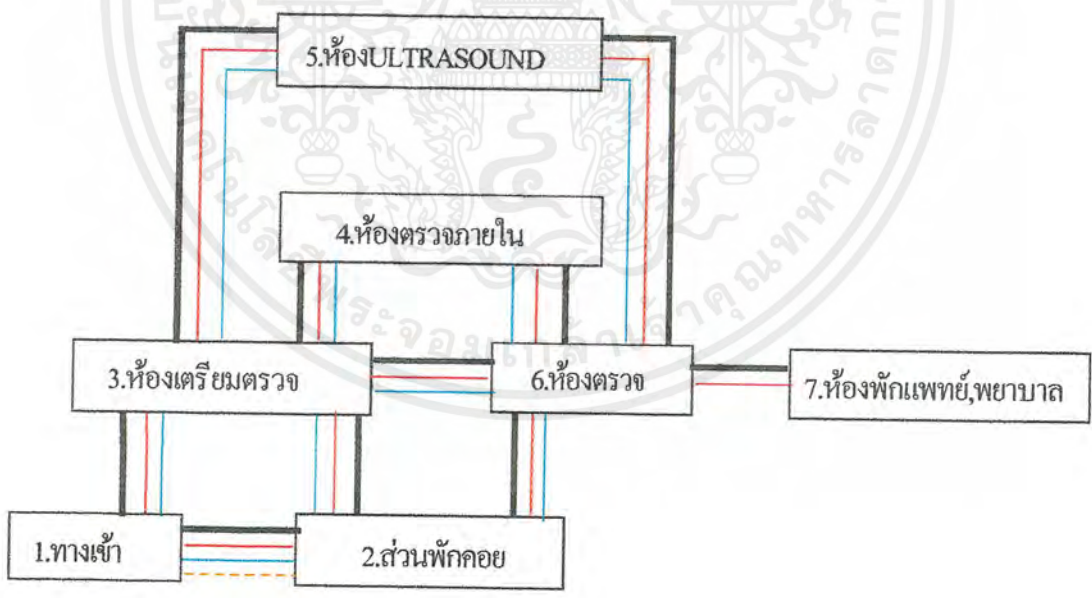 5.ห้องULTRASOUND
4.ห้องตรวจภายใน
3.ห้องเตรียมตรวจ
6.ห้องตรวจ
7.ห้องพักแพทย์,พยาบาล
1.ทางเข้า
2.ส่วนพักคอย